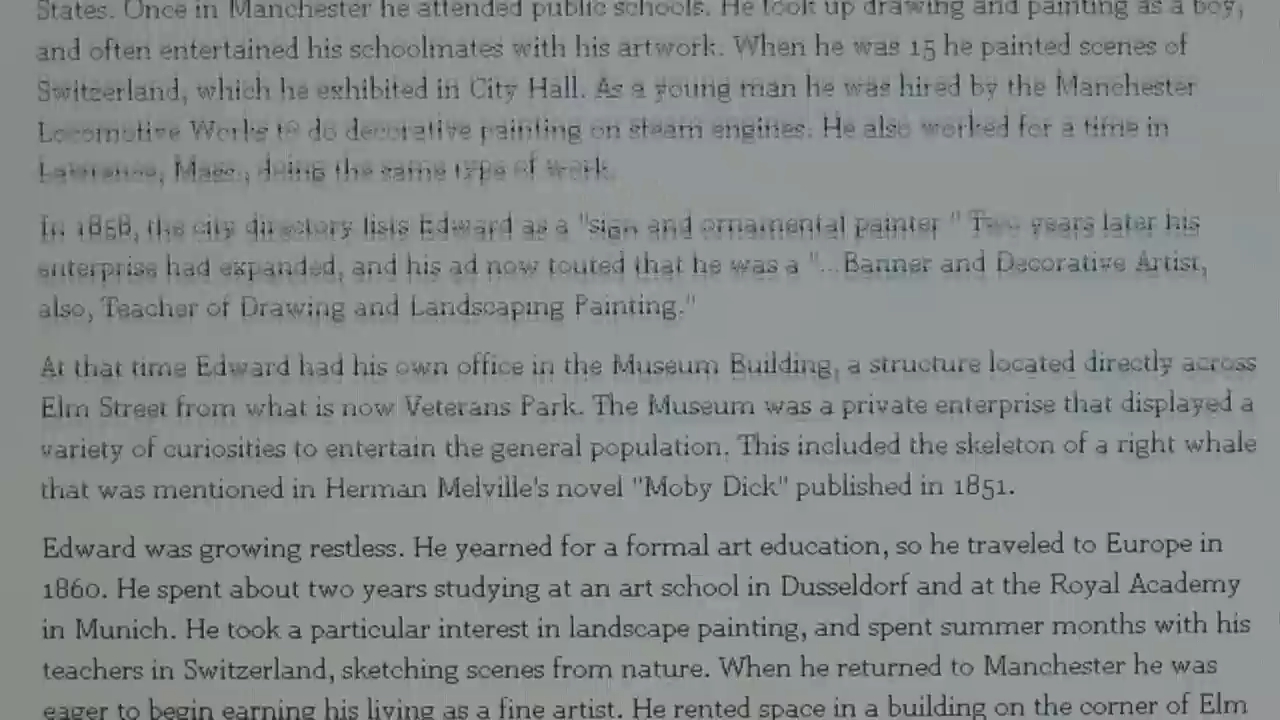 States. Once in Manchester he attended public schools. He took up drawing and painting as a boy,
and often entertained his schoolmates with his artwork. When he was 15 he painted scenes of
Switzerland, which he exhibited in City Hall. As a young man he was hired by the Manchester
Locomotive Works to do decorative painting on steam engines. He also worked for a time in
Lawrence, Mass., doing the same type of work.
In 1858, the city directory lists Edward as a "sign and ornamental painter." Two years later his
enterprise had expanded, and his ad now touted that he was a "...Banner and Decorative Artist,
also, Teacher of Drawing and Landscaping Painting."
At that time Edward had his own office in the Museum Building, a structure located directly across
Elm Street from what is now Veterans Park. The Museum was a private enterprise that displayed a
variety of curiosities to entertain the general population. This included the skeleton of a right whale
that was mentioned in Herman Melville's novel "Moby Dick" published in 1851.
Edward was growing restless. He yearned for a formal art education, so he traveled to Europe in
1860. He spent about two years studying at an art school in Dusseldorf and at the Royal Academy
in Munich. He took a particular interest in landscape painting, and spent summer months with his
teachers in Switzerland, sketching scenes from nature. When he returned to Manchester he was
eager to begin earning his living as a fine artist. He rented space in a building on the corner of Elm